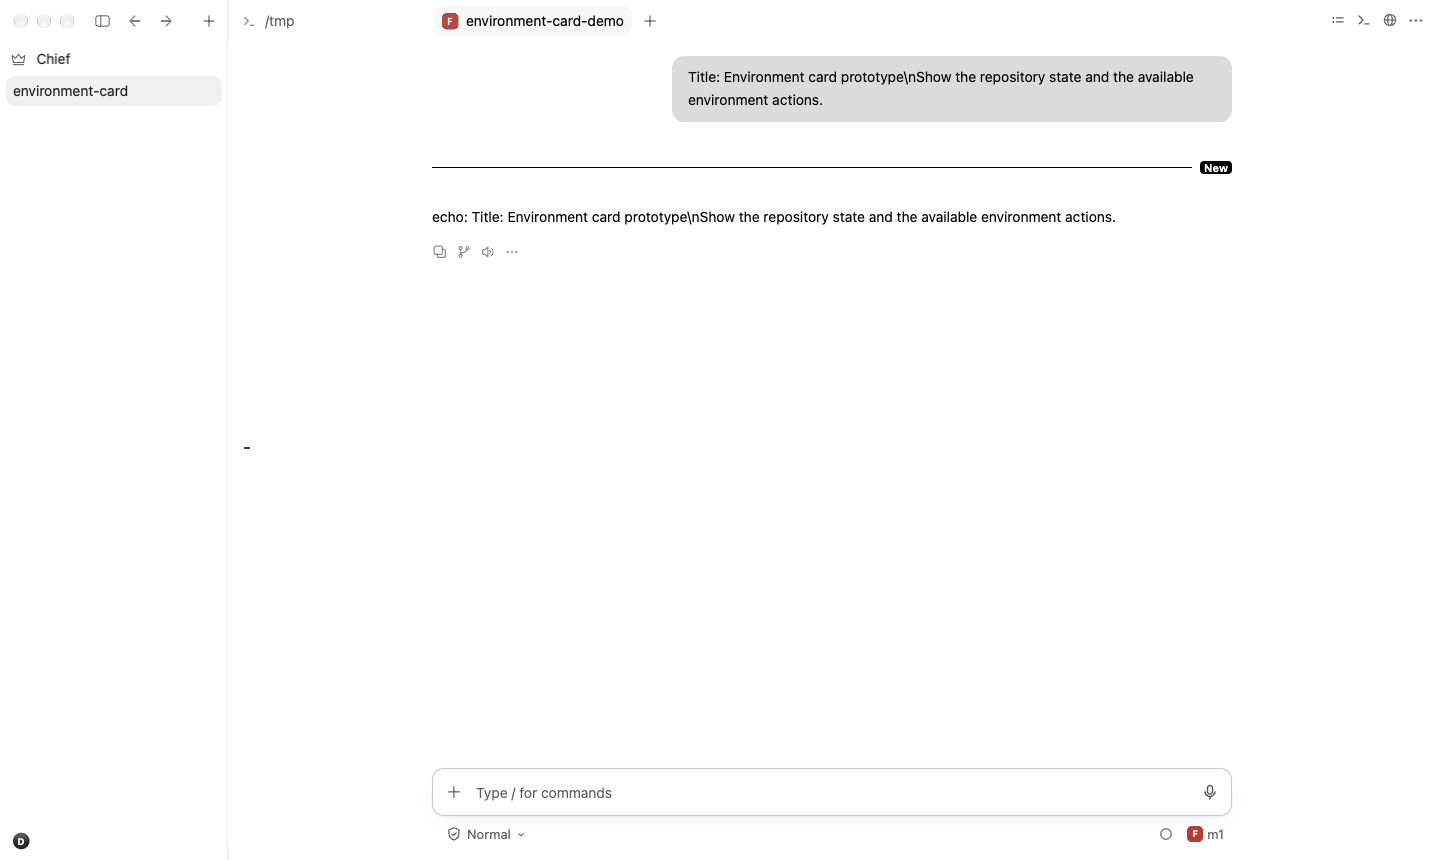 /tmp
F environment-card-demo
Chief
environment-card
Title: Environment card prototype\nShow the repository state and the available
environment actions.
New
echo: Title: Environment card prototype\nShow the repository state and the available environment actions.
Type / for commands
Normal
F m1
D